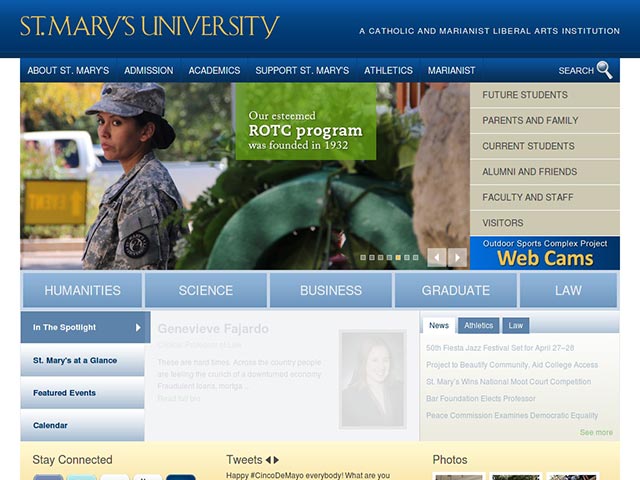 ST. MARY'S UNIVERSITY
A CATHOLIC AND MARIANIST LIBERAL ARTS INSTITUTION
ABOUT ST. MARY'S ADMISSION ACADEMICS SUPPORT ST. MARY'S ATHLETICS MARIANIST SEARCH
Our esteemed
ROTC program
was founded in 1932
FUTURE STUDENTS
PARENTS AND FAMILY
CURRENT STUDENTS
ALUMNI AND FRIENDS
FACULTY AND STAFF
VISITORS
Outdoor Sports Complex Project
Web Cams
HUMANITIES SCIENCE BUSINESS GRADUATE LAW
In The Spotlight
St. Mary's at a Glance
Featured Events
Calendar
Genevieve Fajardo
Clinical Professor of Law
These are hard times. Across the country people
are feeling the crunch of a downturned economy.
Fraudulent loans, mortga ...
Read full bio
News Athletics Law
50th Fiesta Jazz Festival Set for April 27–28
Project to Beautify Community, Aid College Access
St. Mary's Wins National Moot Court Competition
Bar Foundation Elects Professor
Peace Commission Examines Democratic Equality
See more
Stay Connected
Tweets
Happy #CincoDeMayo everybody! What are you
Photos